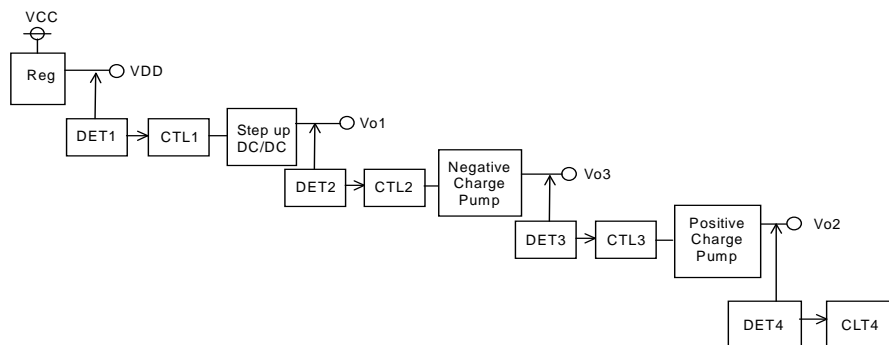 VCC
Reg
VDD
DET1
CTL1
Step up
DC/DC
Vo1
DET2
CTL2
Negative
Charge
Pump
Vo3
DET3
CTL3
Positive
Charge
Pump
Vo2
DET4
CLT4